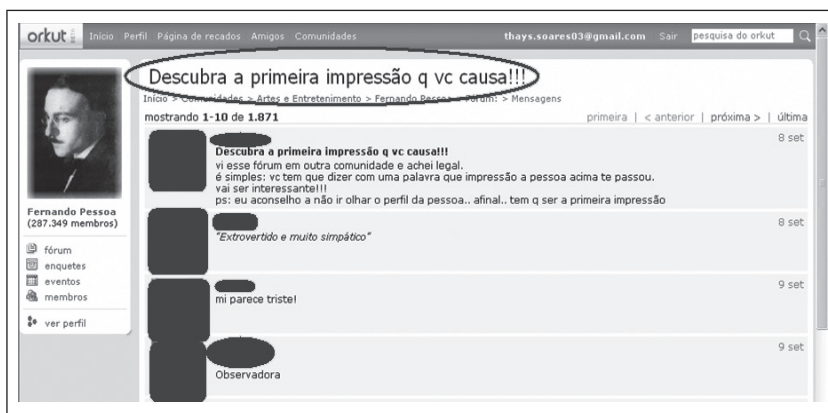 orkut Início Perfil Página de recados Amigos Comunidades thays.soares03@gmail.com Sair pesquisa do orkut
Descubra a primeira impressão q vc causa!!!
Início > Comunidades > Artes e Entretenimento > Fernando Pessoa > Fórum: > Mensagens
mostrando 1-10 de 1.871 primeira | < anterior | próxima > | última
8 set
Descubra a primeira impressão q vc causa!!!
vi esse fórum em outra comunidade e achei legal.
é simples: vc tem que dizer com uma palavra que impressão a pessoa acima te passou.
vai ser interessante!!!
ps: eu aconselho a não ir olhar o perfil da pessoa.. afinal.. tem q ser a primeira impressão
Fernando Pessoa
(287.349 membros)
fórum
enquetes
eventos
membros
ver perfil
8 set
"Extrovertido e muito simpático"
9 set
mi parece triste!
9 set
Observadora